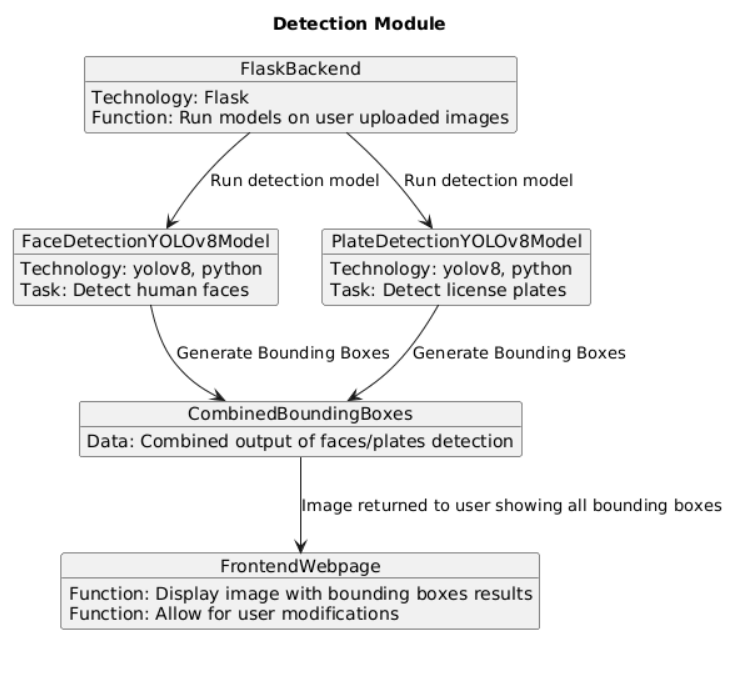 Detection Module
FlaskBackend
Technology: Flask
Function: Run models on user uploaded images
Run detection model
Run detection model
FaceDetectionYOLOv8Model
Technology: yolov8, python
Task: Detect human faces
PlateDetectionYOLOv8Model
Technology: yolov8, python
Task: Detect license plates
Generate Bounding Boxes
Generate Bounding Boxes
CombinedBoundingBoxes
Data: Combined output of faces/plates detection
Image returned to user showing all bounding boxes
FrontendWebpage
Function: Display image with bounding boxes results
Function: Allow for user modifications